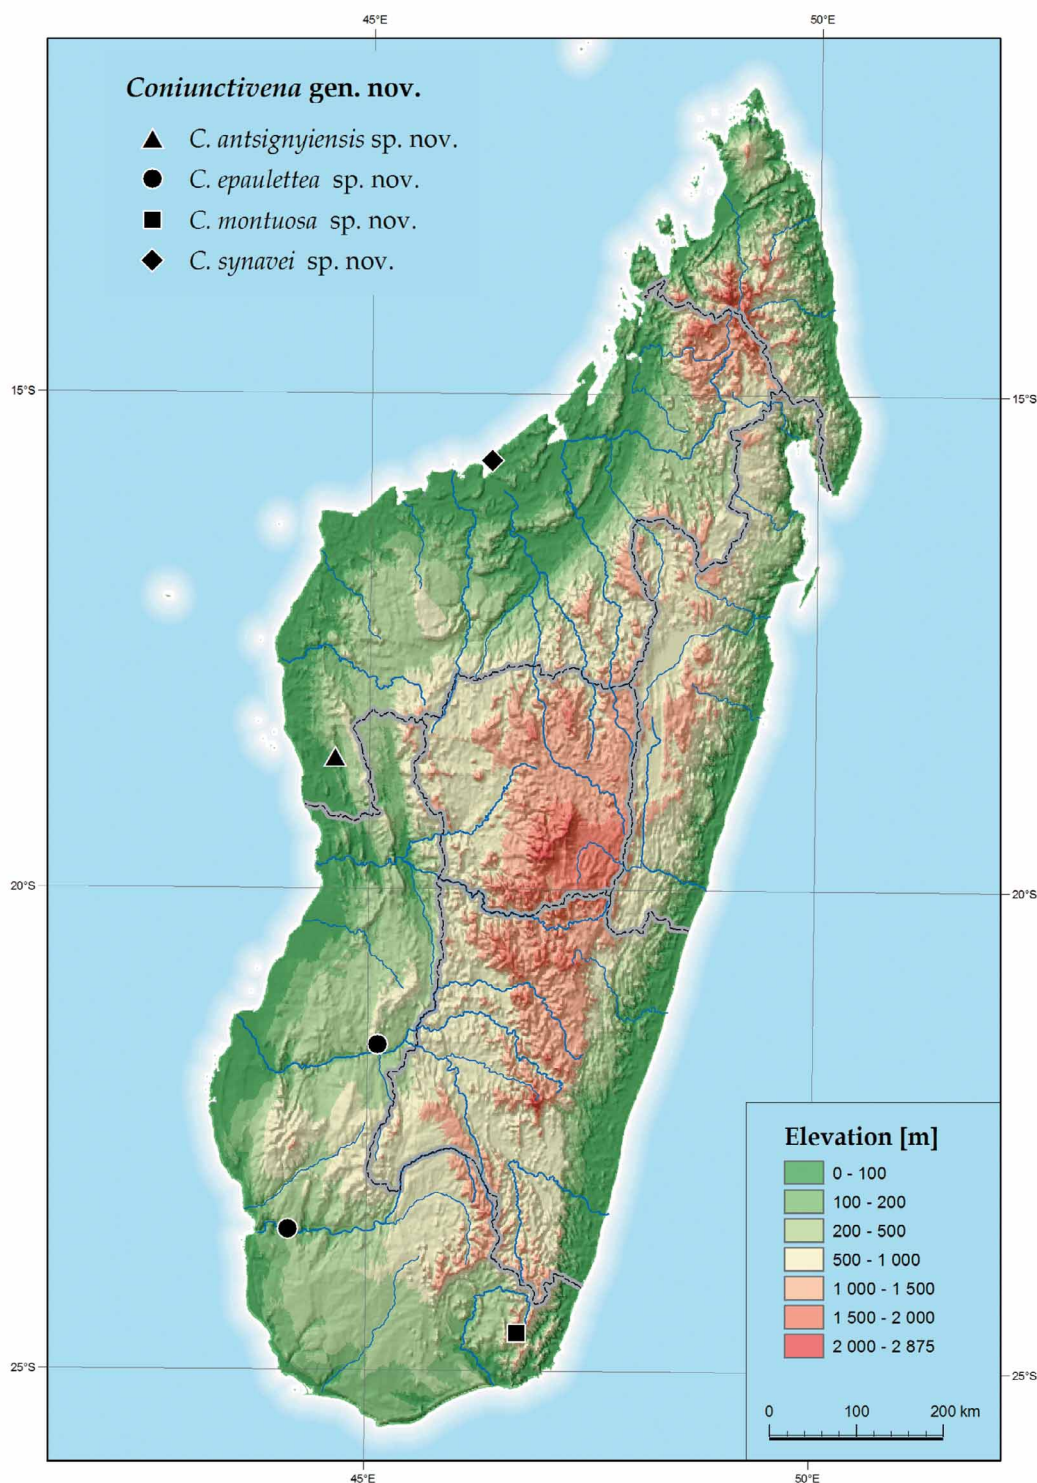 45°E 50°E
Coniunctivena gen. nov.
C. antsignyiensis sp. nov.
C. epaulettea sp. nov.
C. montuosa sp. nov.
C. synavei sp. nov.
15°S 15°S
20°S 20°S
Elevation [m]
0 - 100
100 - 200
200 - 500
500 - 1 000
1 000 - 1 500
1 500 - 2 000
2 000 - 2 875
0 100 200 km
25°S 25°S
45°E 50°E